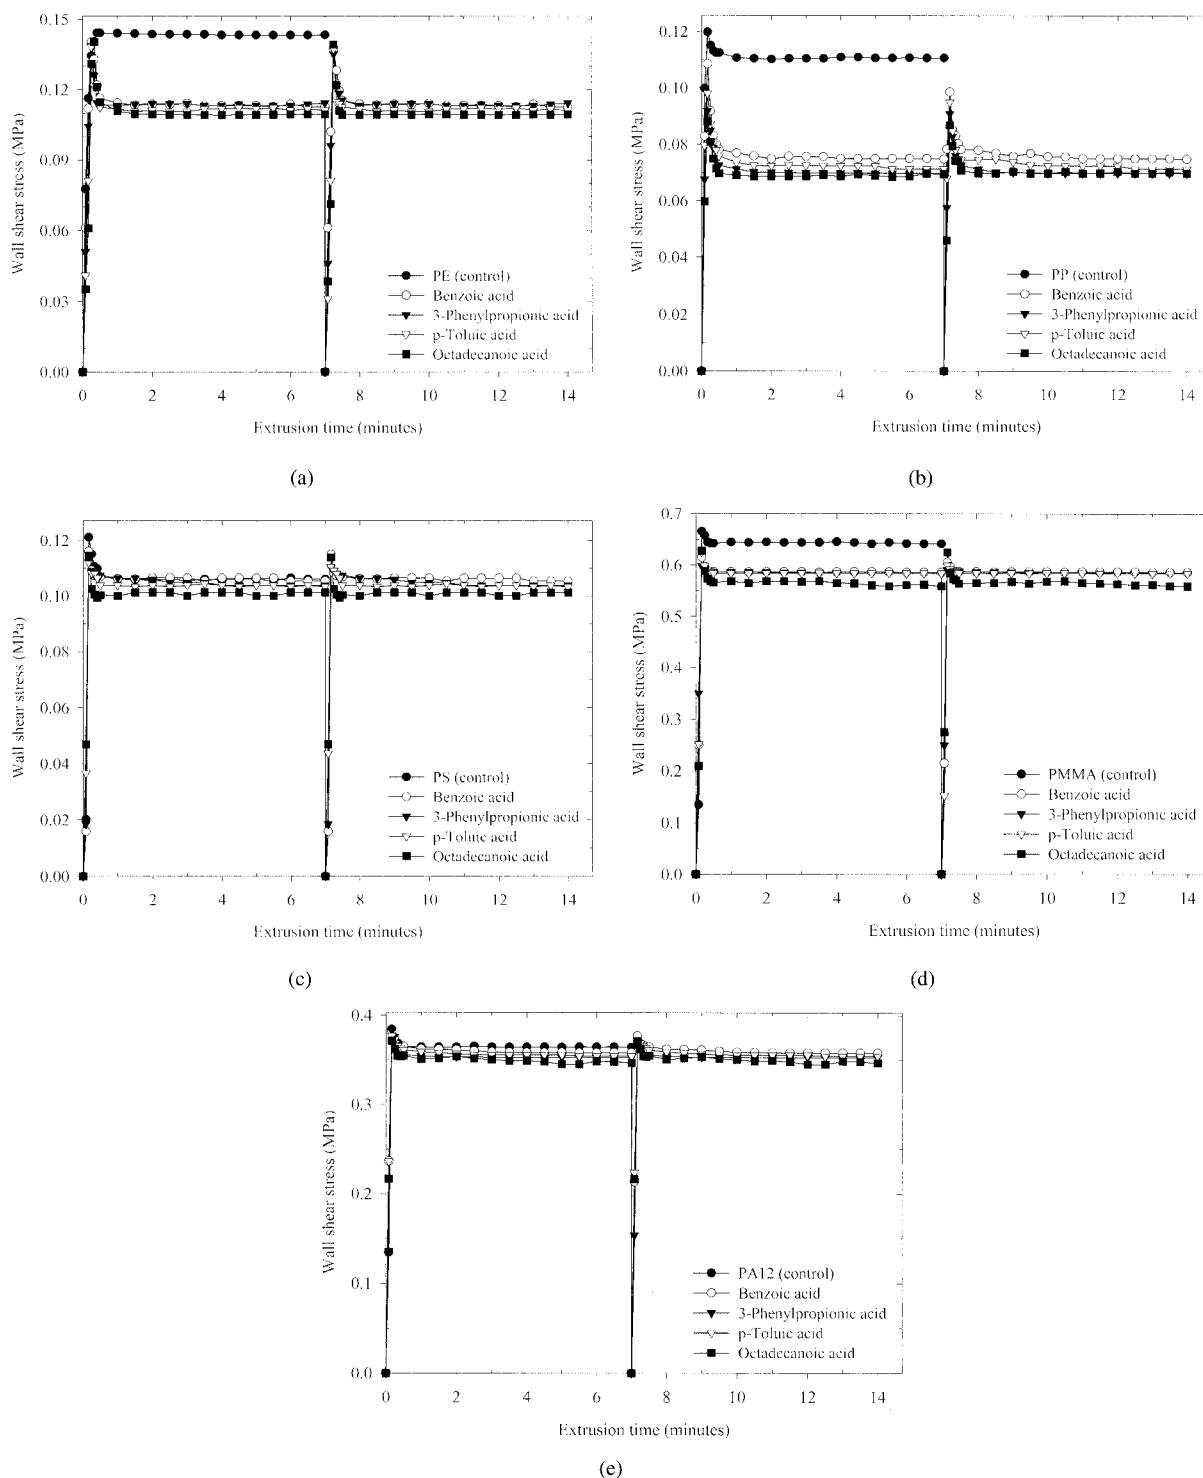 0.15
0.12
0.09
0.06
0.03
0.00
Wall shear stress (MPa)
PE (control)
Benzoic acid
3-Phenylpropionic acid
p-Toluic acid
Octadecanoic acid
0 2 4 6 8 10 12 14
Extrusion time (minutes)
(a)
0.12
0.10
0.08
0.06
0.04
0.02
0.00
Wall shear stress (MPa)
PP (control)
Benzoic acid
3-Phenylpropionic acid
p-Toluic acid
Octadecanoic acid
0 2 4 6 8 10 12 14
Extrusion time (minutes)
(b)
0.12
0.10
0.08
0.06
0.04
0.02
0.00
Wall shear stress (MPa)
PS (control)
Benzoic acid
3-Phenylpropionic acid
p-Toluic acid
Octadecanoic acid
0 2 4 6 8 10 12 14
Extrusion time (minutes)
(c)
0.7
0.6
0.5
0.4
0.3
0.2
0.1
0.0
Wall shear stress (MPa)
PMMA (control)
Benzoic acid
3-Phenylpropionic acid
p-Toluic acid
Octadecanoic acid
0 2 4 6 8 10 12 14
Extrusion time (minutes)
(d)
0.4
0.3
0.2
0.1
0.0
Wall shear stress (MPa)
PA12 (control)
Benzoic acid
3-Phenylpropionic acid
p-Toluic acid
Octadecanoic acid
0 2 4 6 8 10 12 14
Extrusion time (minutes)
(e)